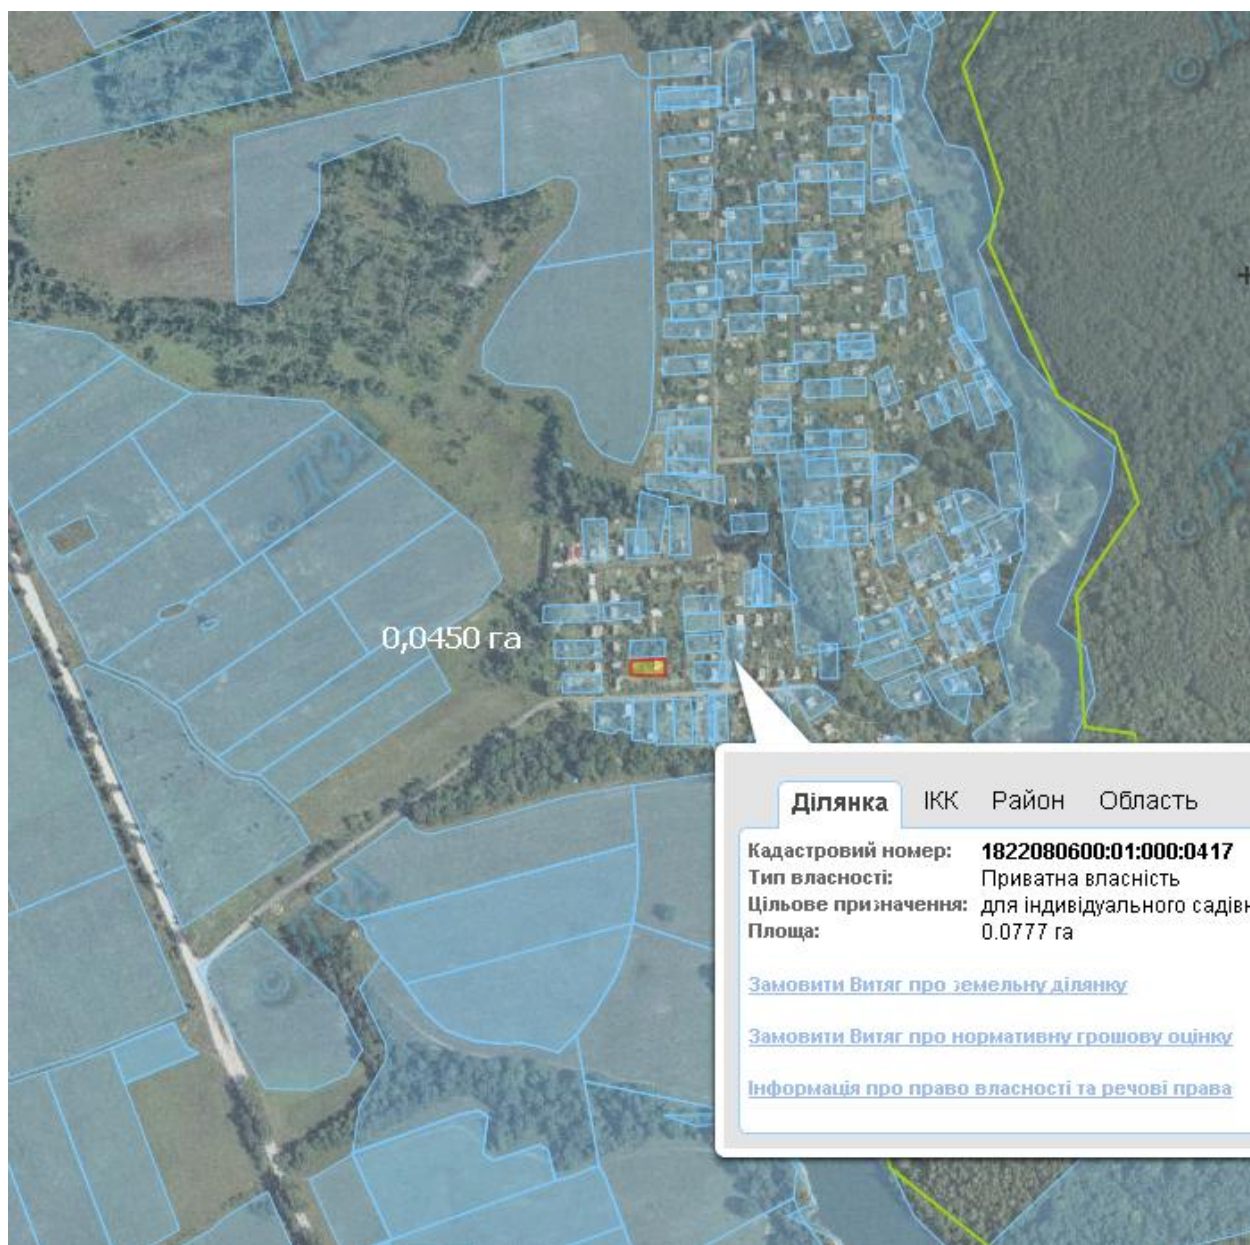 0,0450 га
Ділянка ІКК Район Область
Кадастровий номер: 1822080600:01:000:0417
Тип власності: Приватна власність
Цільове призначення: для індивідуального садівн
Площа: 0.0777 га
Замовити Витяг про земельну ділянку
Замовити Витяг про нормативну грошову оцінку
Інформація про право власності та речові права